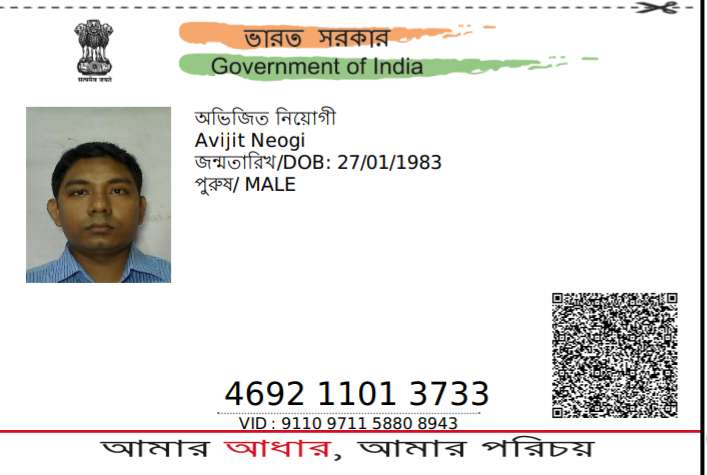 ভারত সরকার
Government of India
सत्यमेव जयते
অভিজিত নিয়োগী
Avijit Neogi
জন্মতারিখ/DOB: 27/01/1983
পুরুষ/ MALE
4692 1101 3733
VID : 9110 9711 5880 8943
আমার আধার, আমার পরিচয়